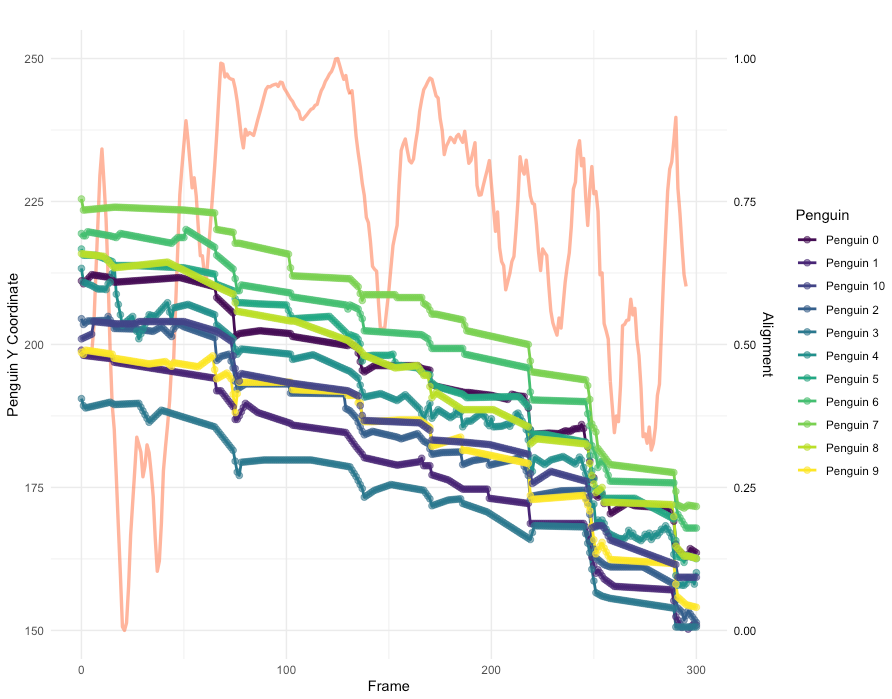 250
225
200
175
150
Penguin Y Coordinate
0
100
200
300
Frame
1.00
0.75
0.50
0.25
0.00
Alignment
Penguin
Penguin 0
Penguin 1
Penguin 10
Penguin 2
Penguin 3
Penguin 4
Penguin 5
Penguin 6
Penguin 7
Penguin 8
Penguin 9